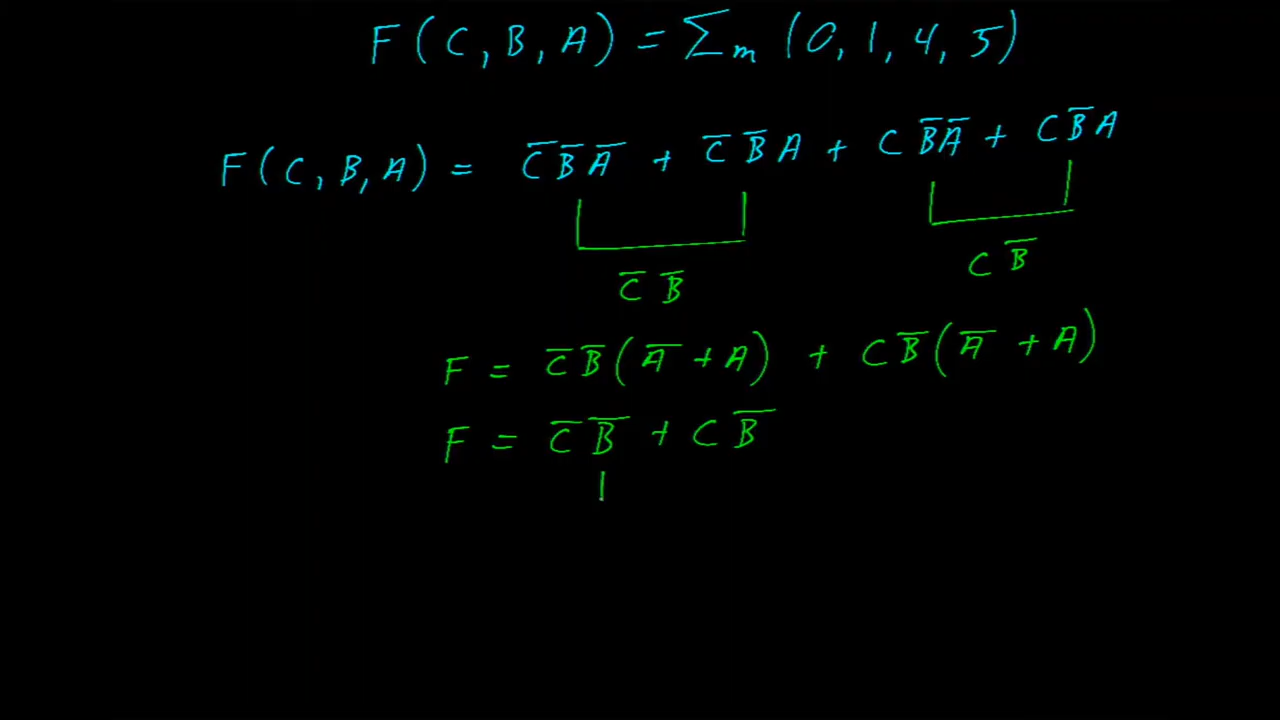 F(C, B, A) = Σm (0, 1, 4, 5)
F(C, B, A) = C̅B̅A̅ + C̅B̅A + CB̅A̅ + CB̅A
C̅B̅ CB̅
F = C̅B̅(A̅ + A) + CB̅(A̅ + A)
F = C̅B̅ + CB̅